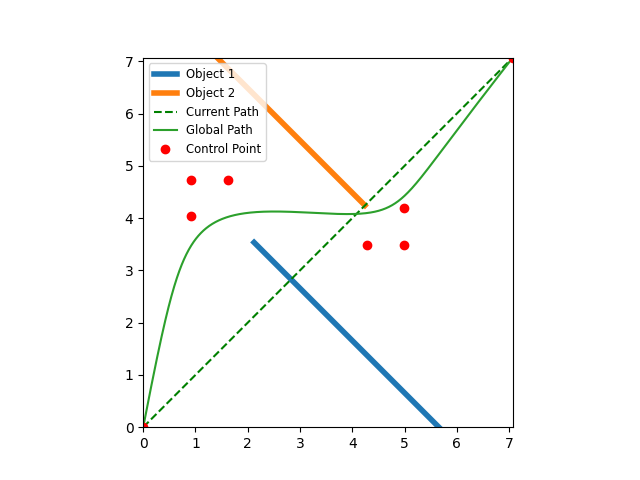 7
6
5
4
3
2
1
0
Object 1
Object 2
Current Path
Global Path
Control Point
0 1 2 3 4 5 6 7